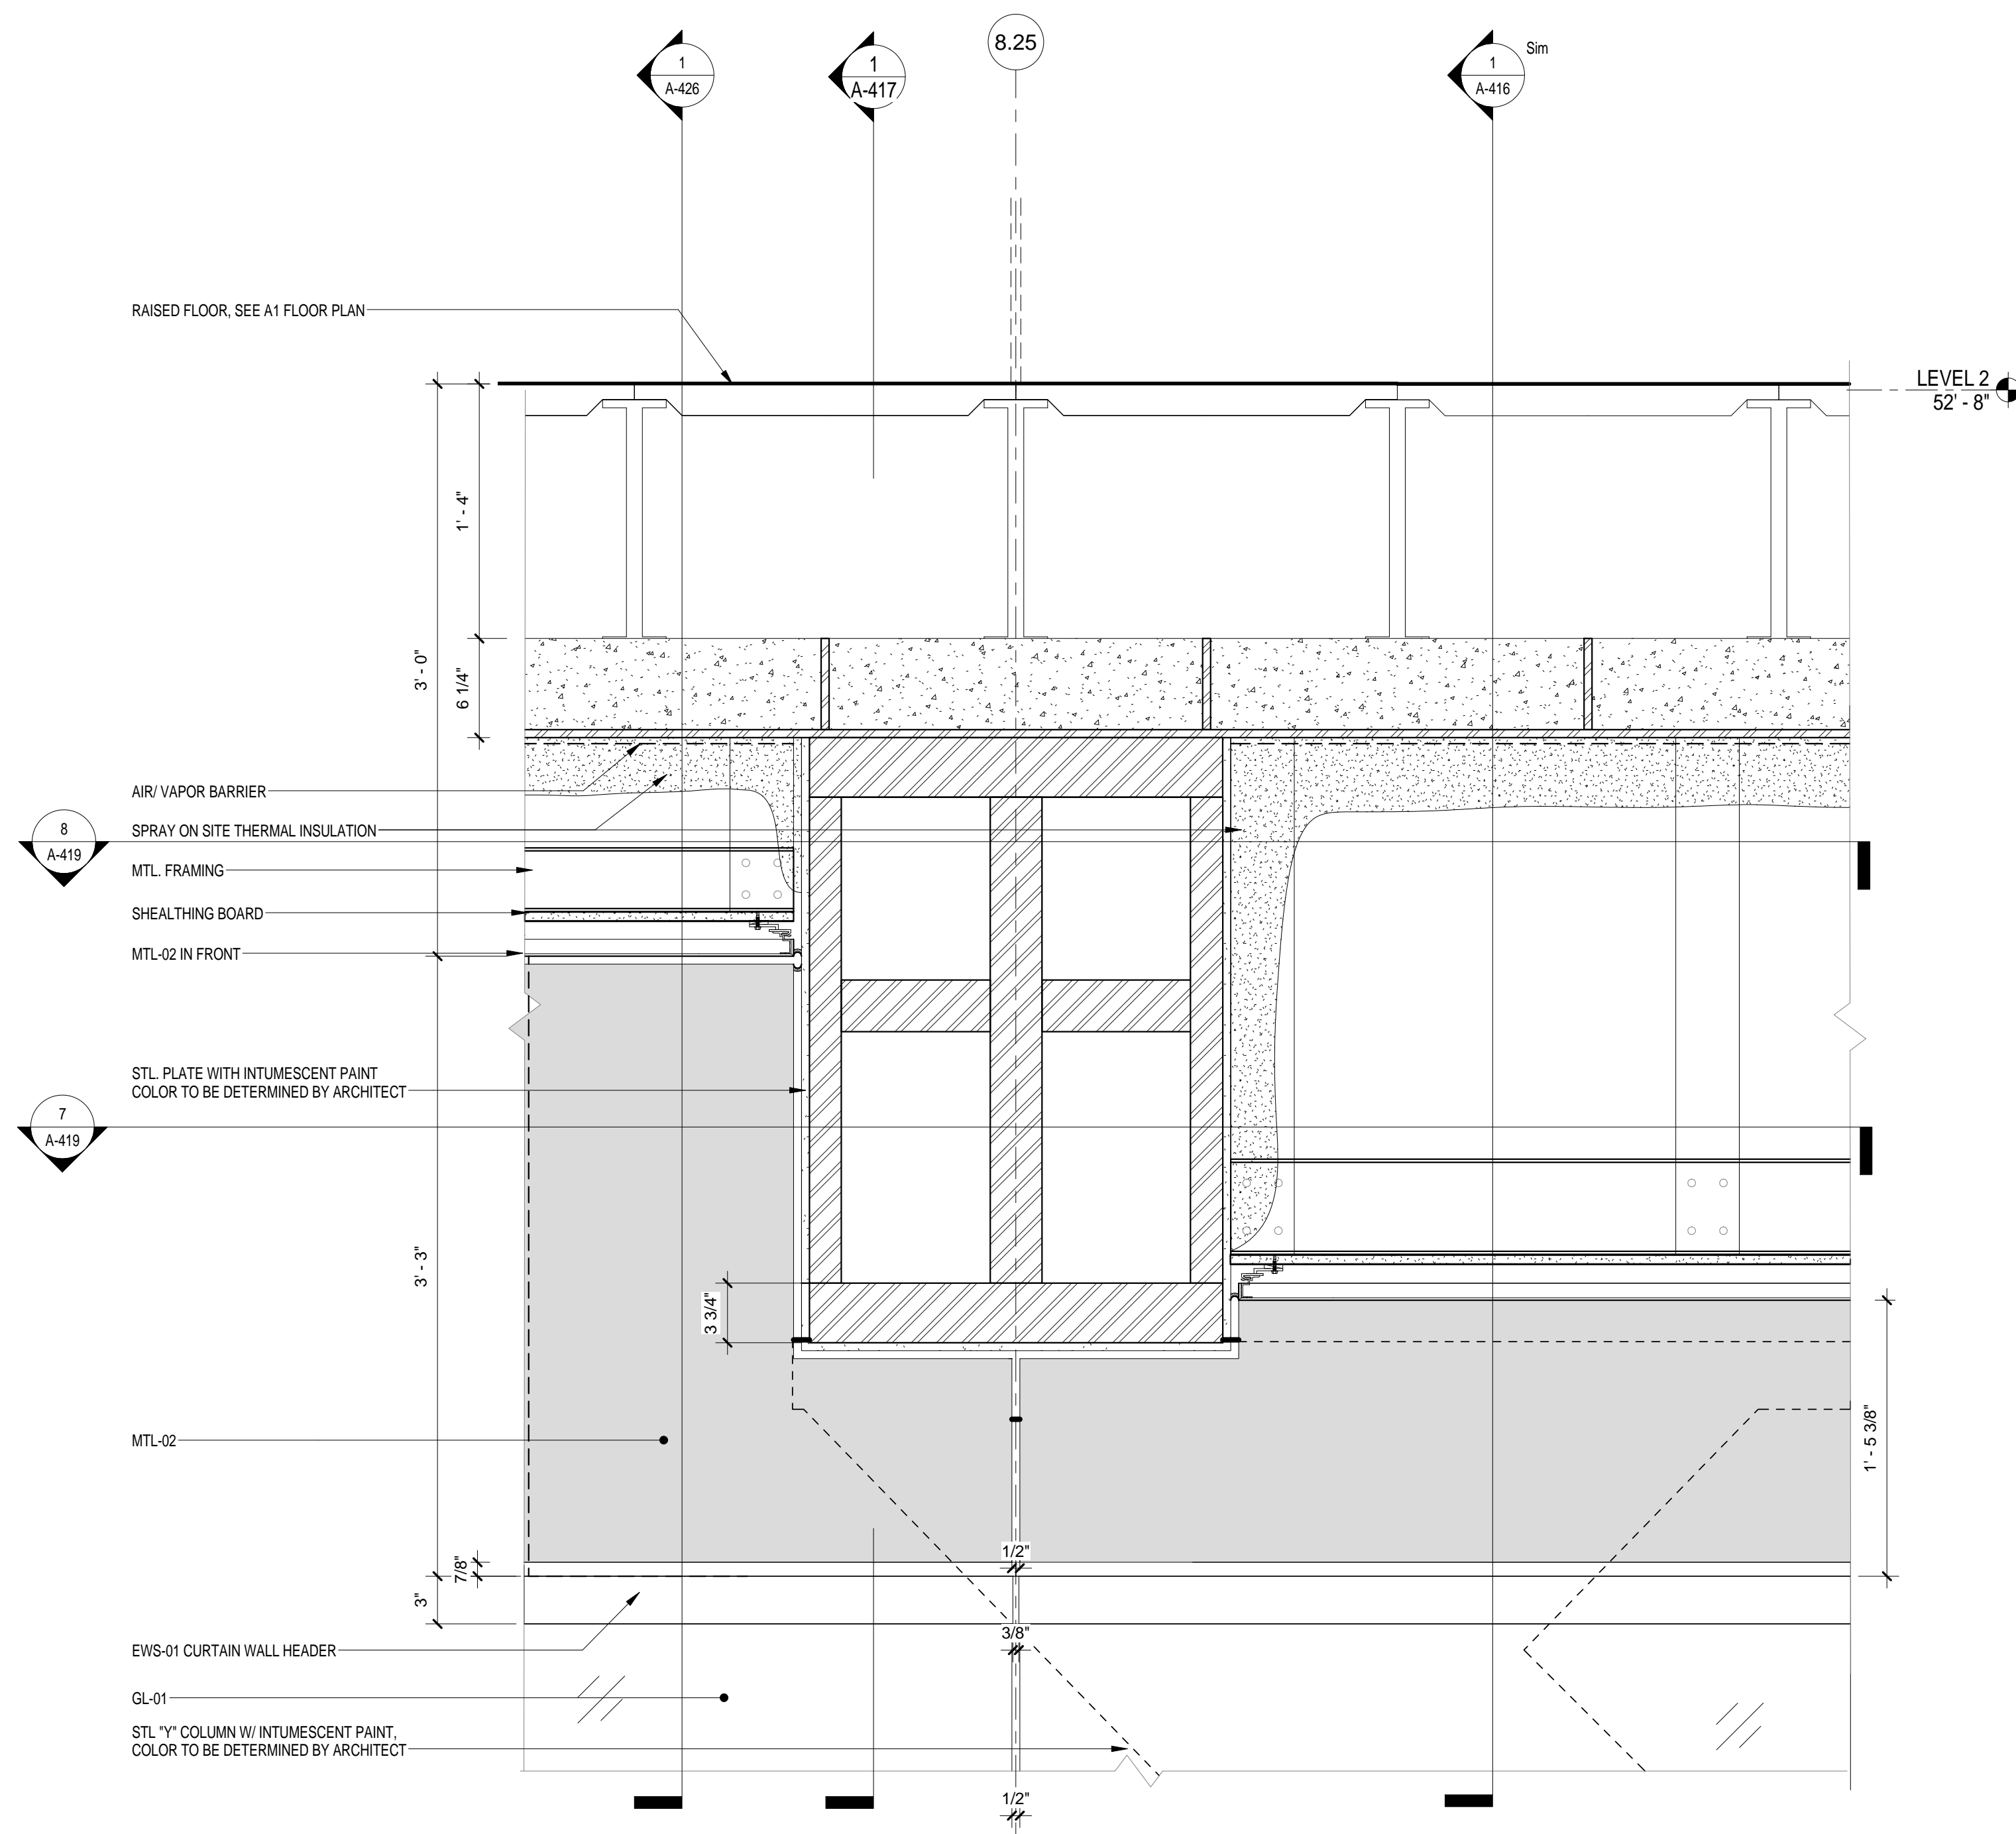 8.25
Sim
1
A-426
1
A-417
1
A-416
RAISED FLOOR, SEE A1 FLOOR PLAN
LEVEL 2
52' - 8"
1' - 4"
3' - 0"
6 1/4"
AIR/ VAPOR BARRIER
SPRAY ON SITE THERMAL INSULATION
8
A-419
MTL. FRAMING
SHEALTHING BOARD
MTL-02 IN FRONT
STL. PLATE WITH INTUMESCENT PAINT
COLOR TO BE DETERMINED BY ARCHITECT
7
A-419
3' - 3"
3 3/4"
1' - 5 3/8"
MTL-02
1/2"
7/8"
3"
3/8"
EWS-01 CURTAIN WALL HEADER
GL-01
STL "Y" COLUMN W/ INTUMESCENT PAINT,
COLOR TO BE DETERMINED BY ARCHITECT
1/2"